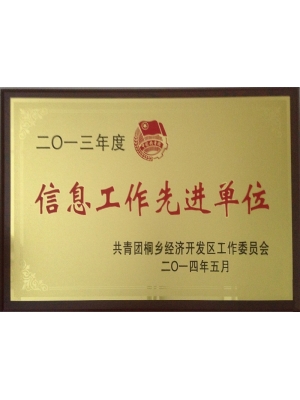 二〇一三年度
信息工作先进单位
共青团桐乡经济开发区工作委员会
二〇一四年五月